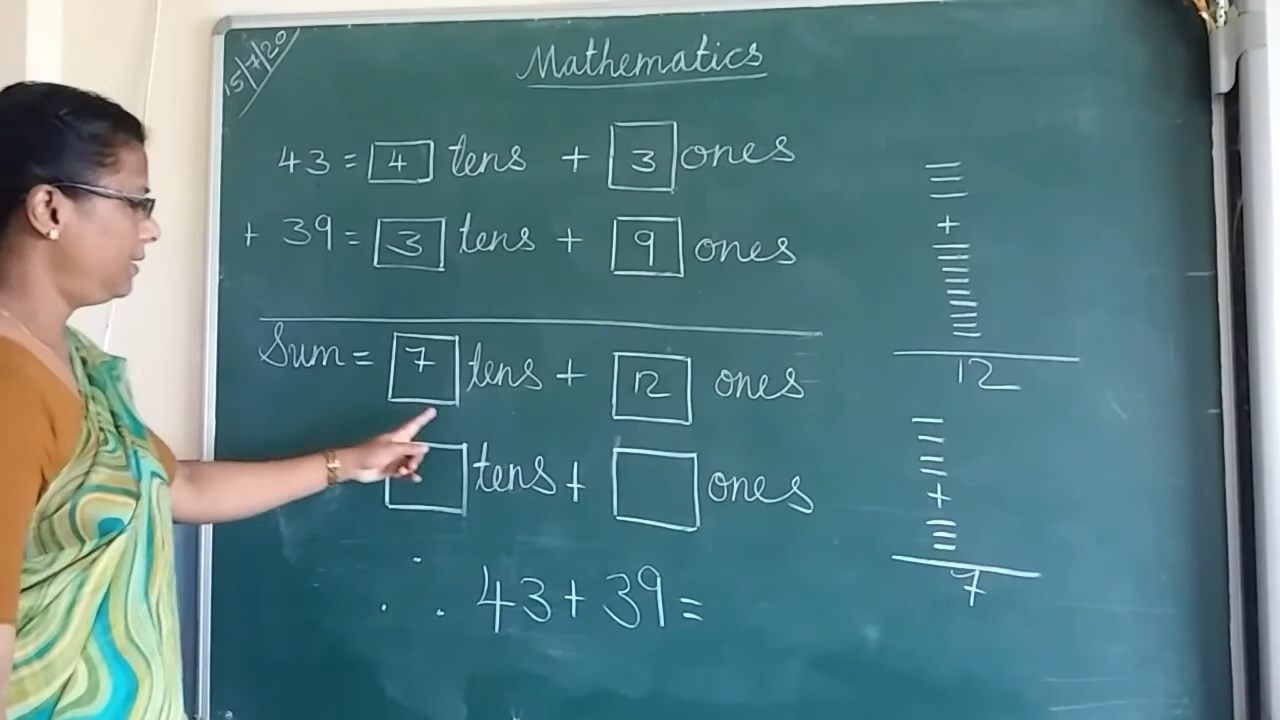 15/7/20
Mathematics
43 = 4 tens + 3 ones
+ 39 = 3 tens + 9 ones
Sum = 7 tens + 12 ones
tens + ones
∴ 43 + 39 =
+
12
+
7